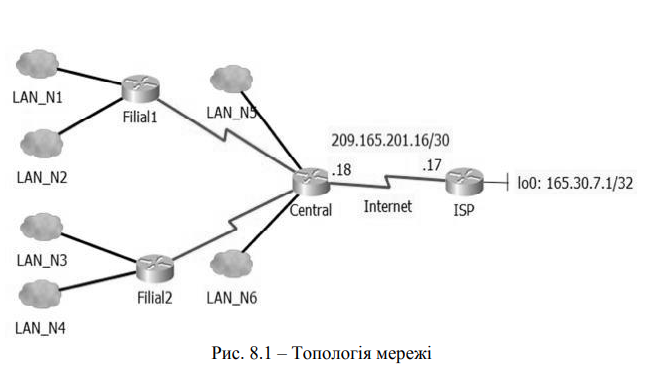 LAN_N1
Filial1
LAN_N2
LAN_N5
209.165.201.16/30
.18
.17
lo0: 165.30.7.1/32
Central
Internet
ISP
LAN_N3
LAN_N4
Filial2
LAN_N6
Рис. 8.1 – Топологія мережі